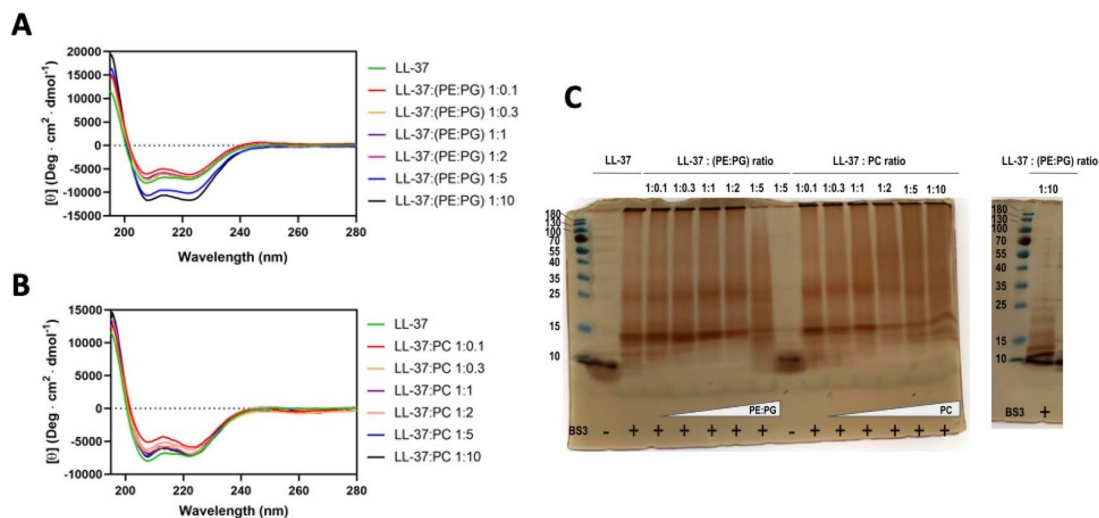 A
20000
15000
10000
5000
0
-5000
-10000
-15000
[θ] (Deg · cm² · dmol⁻¹)
200 220 240 260 280
Wavelength (nm)
LL-37
LL-37:(PE:PG) 1:0.1
LL-37:(PE:PG) 1:0.3
LL-37:(PE:PG) 1:1
LL-37:(PE:PG) 1:2
LL-37:(PE:PG) 1:5
LL-37:(PE:PG) 1:10
B
15000
10000
5000
0
-5000
-10000
[θ] (Deg · cm² · dmol⁻¹)
200 220 240 260 280
Wavelength (nm)
LL-37
LL-37:PC 1:0.1
LL-37:PC 1:0.3
LL-37:PC 1:1
LL-37:PC 1:2
LL-37:PC 1:5
LL-37:PC 1:10
C
LL-37 LL-37 : (PE:PG) ratio LL-37 : PC ratio
1:0.1 1:0.3 1:1 1:2 1:5 1:5 1:0.1 1:0.3 1:1 1:2 1:5 1:10
180
130
100
70
55
40
35
25
15
10
PE:PG PC
BS3 - + + + + + + - + + + + + +
LL-37 : (PE:PG) ratio
1:10
180
130
100
70
55
40
35
25
15
10
BS3 +